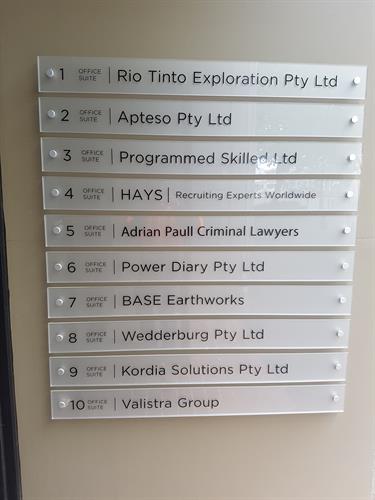 1 OFFICE SUITE | Rio Tinto Exploration Pty Ltd
2 OFFICE SUITE | Apteso Pty Ltd
3 OFFICE SUITE | Programmed Skilled Ltd
4 OFFICE SUITE | HAYS | Recruiting Experts Worldwide
5 OFFICE SUITE | Adrian Paull Criminal Lawyers
6 OFFICE SUITE | Power Diary Pty Ltd
7 OFFICE SUITE | BASE Earthworks
8 OFFICE SUITE | Wedderburg Pty Ltd
9 OFFICE SUITE | Kordia Solutions Pty Ltd
10 OFFICE SUITE | Valistra Group